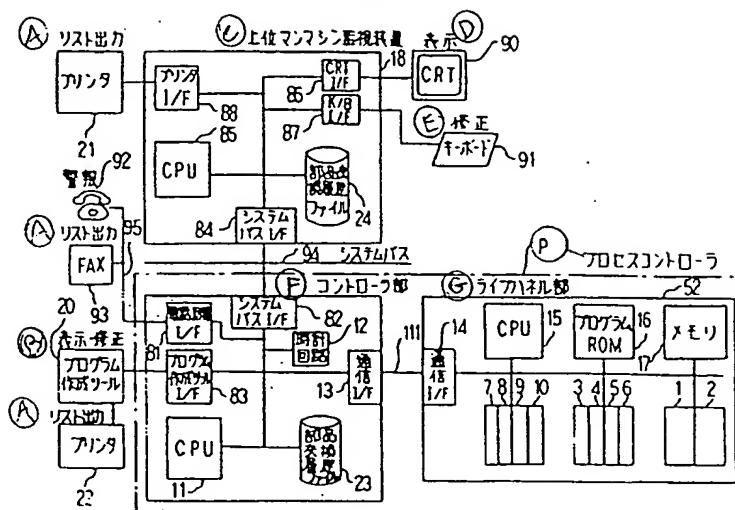 A リスト出力
プリンタ
21
C 上位マンマシン監視装置
18
プリンタ
I/F
88
CRT
I/F
86
K/B
I/F
87
85
CPU
部品交
換履歴
ファイル
24
84
システム
バス I/F
表示 D
90
CRT
E 修正
キーボード
91
92
警報
A リスト出力
95
FAX
93
94 システムバス
P プロセスコントローラ
20
B 表示・修正
プログラム
作成ツール
A リスト出力
プリンタ
22
F コントローラ部
システム
バス I/F
82
電話回線
I/F
81
時計
回路
12
プログラム
作成ツール
I/F
83
通信
I/F
13
111
CPU
11
部品
交換
履歴
23
G ライブパネル部
52
14
通信
I/F
CPU
15
プログラム
ROM
16
メモリ
17
7 8 9 10
3 4 5 6
1 2